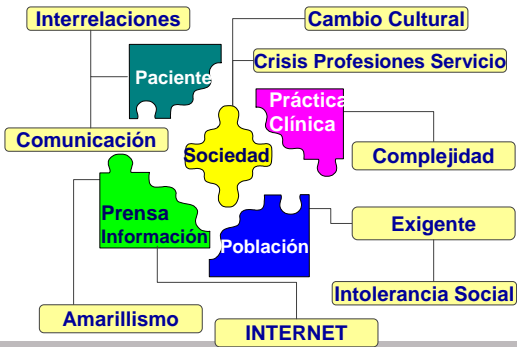 Interrelaciones
Cambio Cultural
Crisis Profesiones Servicio
Paciente
Práctica
Clínica
Comunicación
Sociedad
Complejidad
Prensa
Información
Población
Exigente
Intolerancia Social
Amarillismo
INTERNET